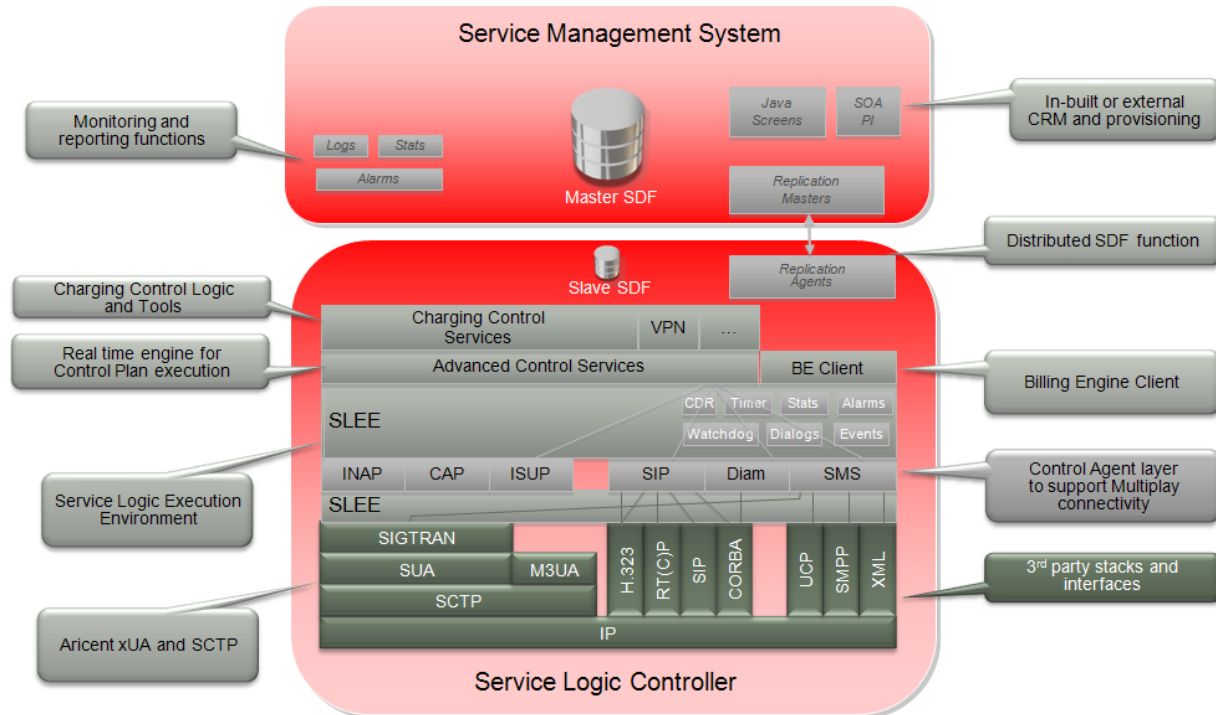 Service Management System
Monitoring and
reporting functions
Logs
Stats
Alarms
Master SDF
Java
Screens
SOA
PI
In-built or external
CRM and provisioning
Replication
Masters
Distributed SDF function
Slave SDF
Replication
Agents
Charging Control Logic
and Tools
Charging Control
Services
VPN
...
Real time engine for
Control Plan execution
Advanced Control Services
BE Client
Billing Engine Client
SLEE
CDR
Timer
Stats
Alarms
Watchdog
Dialogs
Events
Service Logic Execution
Environment
INAP
CAP
ISUP
SIP
Diam
SMS
Control Agent layer
to support Multiplay
connectivity
SLEE
SIGTRAN
SUA
M3UA
SCTP
H.323
RT(C)P
SIP
CORBA
UCP
SMPP
XML
3rd party stacks and
interfaces
Aricent xUA and SCTP
IP
Service Logic Controller